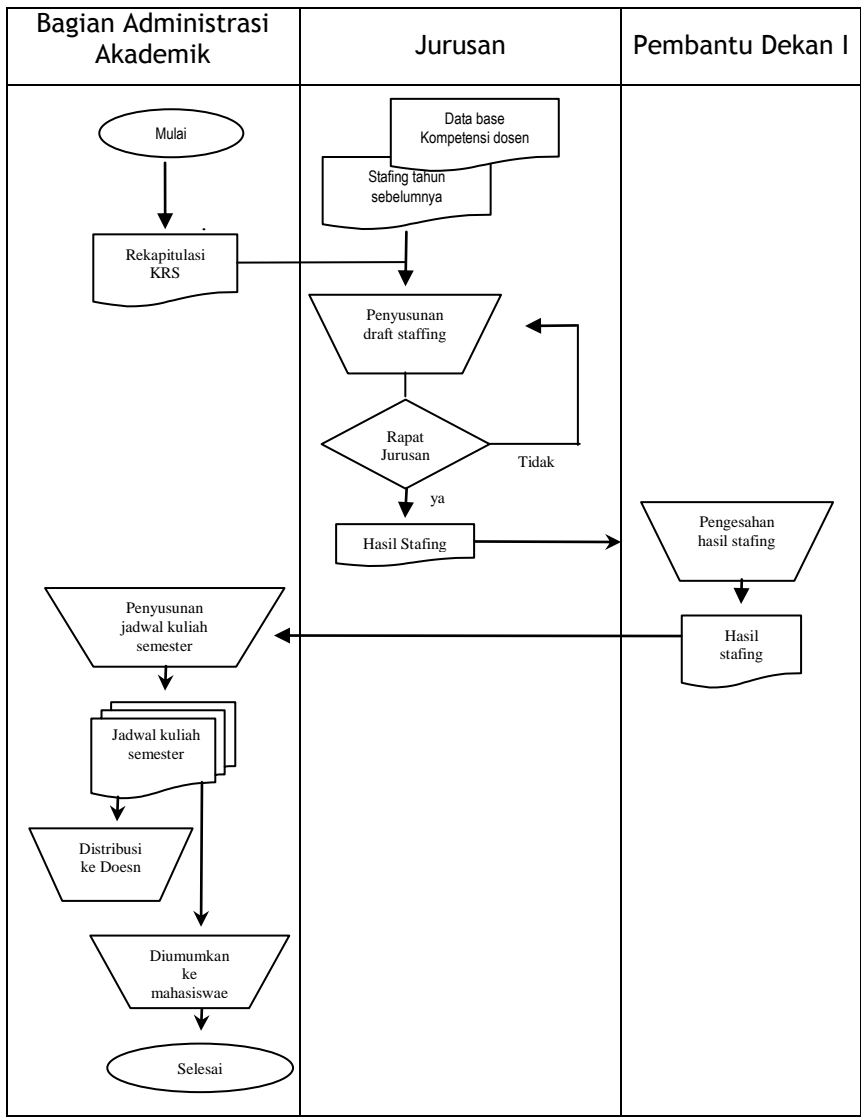 Bagian Administrasi
Akademik
Jurusan
Pembantu Dekan I
Mulai
Data base
Kompetensi dosen
Stafing tahun
sebelumnya
Rekapitulasi
KRS
Penyusunan
draft staffing
Rapat
Jurusan
Tidak
ya
Hasil Stafing
Pengesahan
hasil stafing
Hasil
stafing
Penyusunan
jadwal kuliah
semester
Jadwal kuliah
semester
Distribusi
ke Doesn
Diumumkan
ke
mahasiswae
Selesai